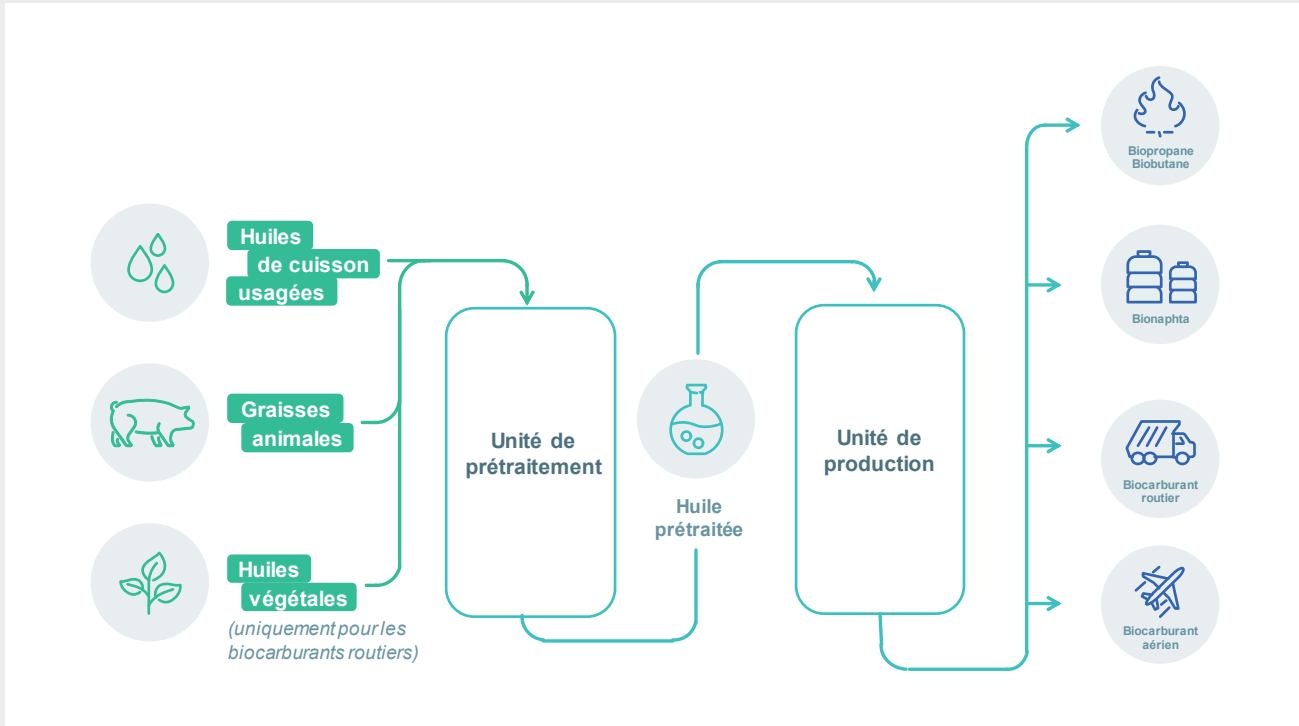 Huiles
de cuisson
usagées
Graisses
animales
Huiles
végétales
(uniquement pour les
biocarburants routiers)
Unité de
prétraitement
Huile
prétraitée
Unité de
production
Biopropane
Biobutane
Bionaphta
Biocarburant
routier
Biocarburant
aérien